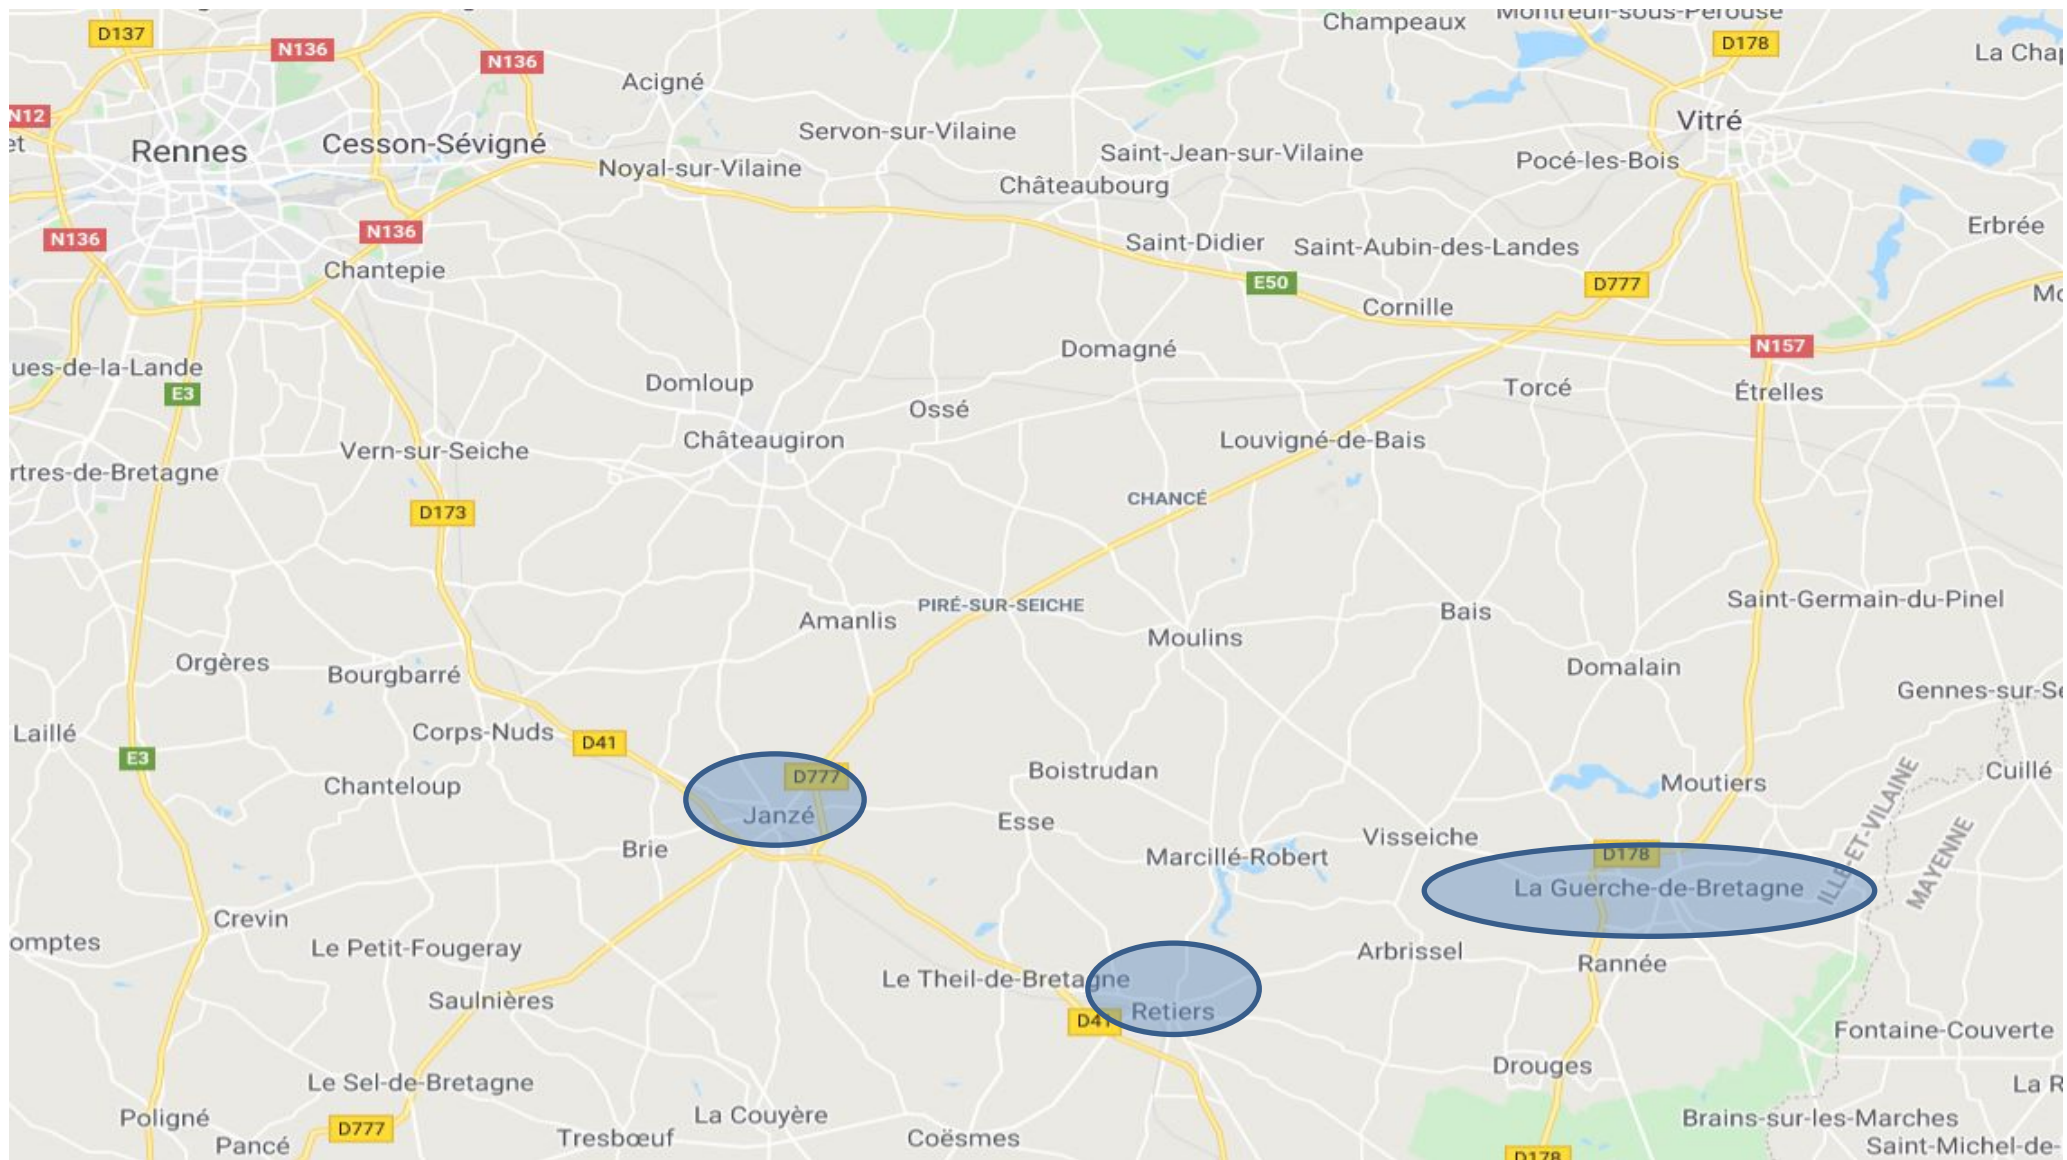 Champeaux
Montreuil-sous-Pérouse
D137
N136
D178
La Chap
N136
Acigné
N12
Vitré
Servon-sur-Vilaine
et
Rennes
Cesson-Sévigné
Saint-Jean-sur-Vilaine
Pocé-les-Bois
Noyal-sur-Vilaine
Châteaubourg
N136
N136
Erbrée
Saint-Didier
Saint-Aubin-des-Landes
Chantepie
E50
D777
Mo
Cornille
N157
Domagné
ues-de-la-Lande
Domloup
Torcé
Étrelles
E3
Ossé
Châteaugiron
Louvigné-de-Bais
Vern-sur-Seiche
rtres-de-Bretagne
CHANCÉ
D173
Saint-Germain-du-Pinel
PIRÉ-SUR-SEICHE
Bais
Amanlis
Moulins
Orgères
Domalain
Bourgbarré
Gennes-sur-Se
Laillé
Corps-Nuds
D41
E3
Boistrudan
Cuillé
D777
Moutiers
Chanteloup
Janzé
Esse
ILLE-ET-VILAINE
Visseiche
Brie
Marcillé-Robert
D178
MAYENNE
La Guerche-de-Bretagne
Crevin
omptes
Le Petit-Fougeray
Arbrissel
Rannée
Le Theil-de-Bretagne
Saulnières
Retiers
D41
Fontaine-Couverte
Drouges
Le Sel-de-Bretagne
La R
La Couyère
Poligné
Brains-sur-les-Marches
D777
Tresbœuf
Coësmes
Pancé
Saint-Michel-de-
D178